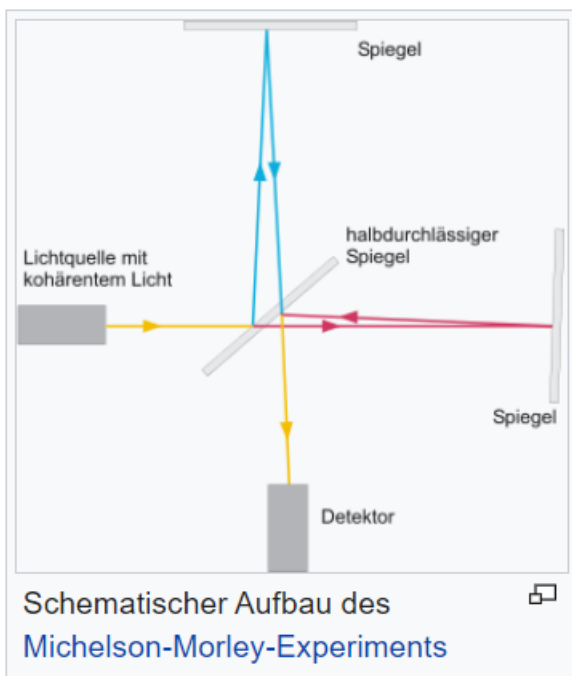 Spiegel
halbdurchlässiger
Spiegel
Lichtquelle mit
kohärentem Licht
Spiegel
Detektor
Schematischer Aufbau des
Michelson-Morley-Experiments